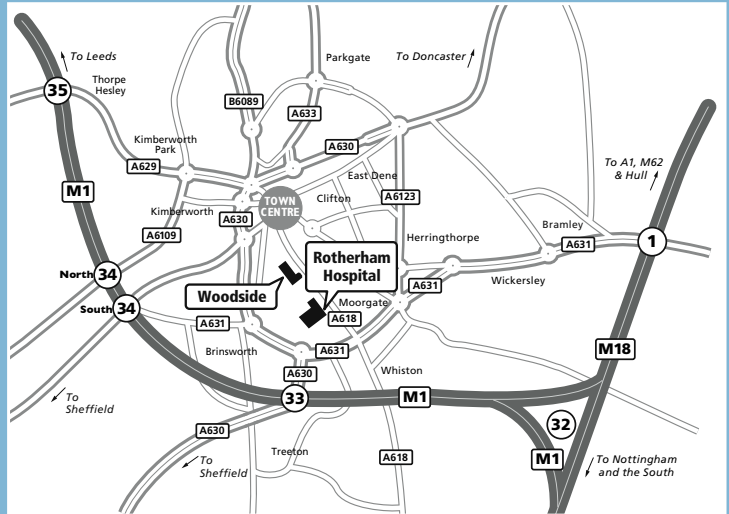 To Leeds
Parkgate
To Doncaster
Thorpe
Hesley
35
B6089
A633
Kimberworth
Park
A630
A629
To A1, M62
& Hull
East Dene
M1
A6123
TOWN
CENTRE
Clifton
Kimberworth
A630
Bramley
A6109
Herringthorpe
A631
1
Rotherham
Hospital
North
34
Wickersley
A631
Woodside
Moorgate
South
34
A618
A631
Brinsworth
A631
M18
A630
Whiston
33
M1
To
Sheffield
32
A630
Treeton
To
Sheffield
A618
M1
To Nottingham
and the South